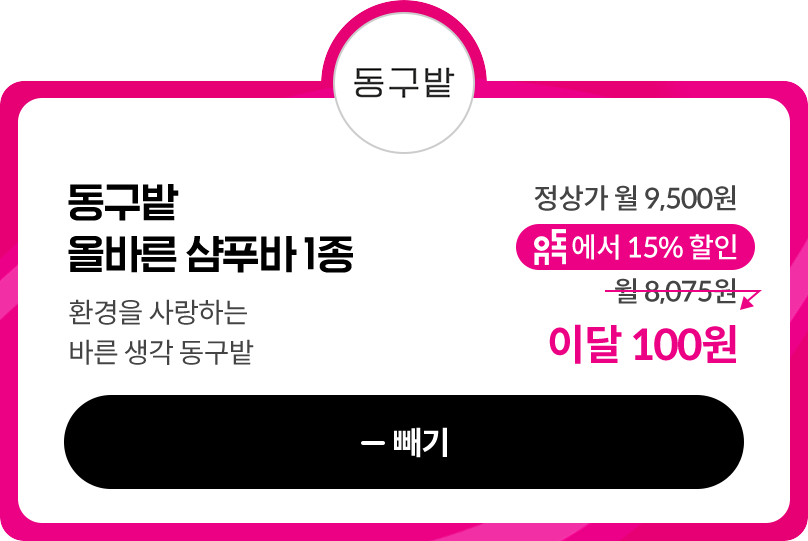 동구밭
동구밭
올바른 샴푸바 1종
환경을 사랑하는
바른 생각 동구밭
정상가 월 9,500원
유독에서 15% 할인
월 8,075원
이달 100원
— 빼기